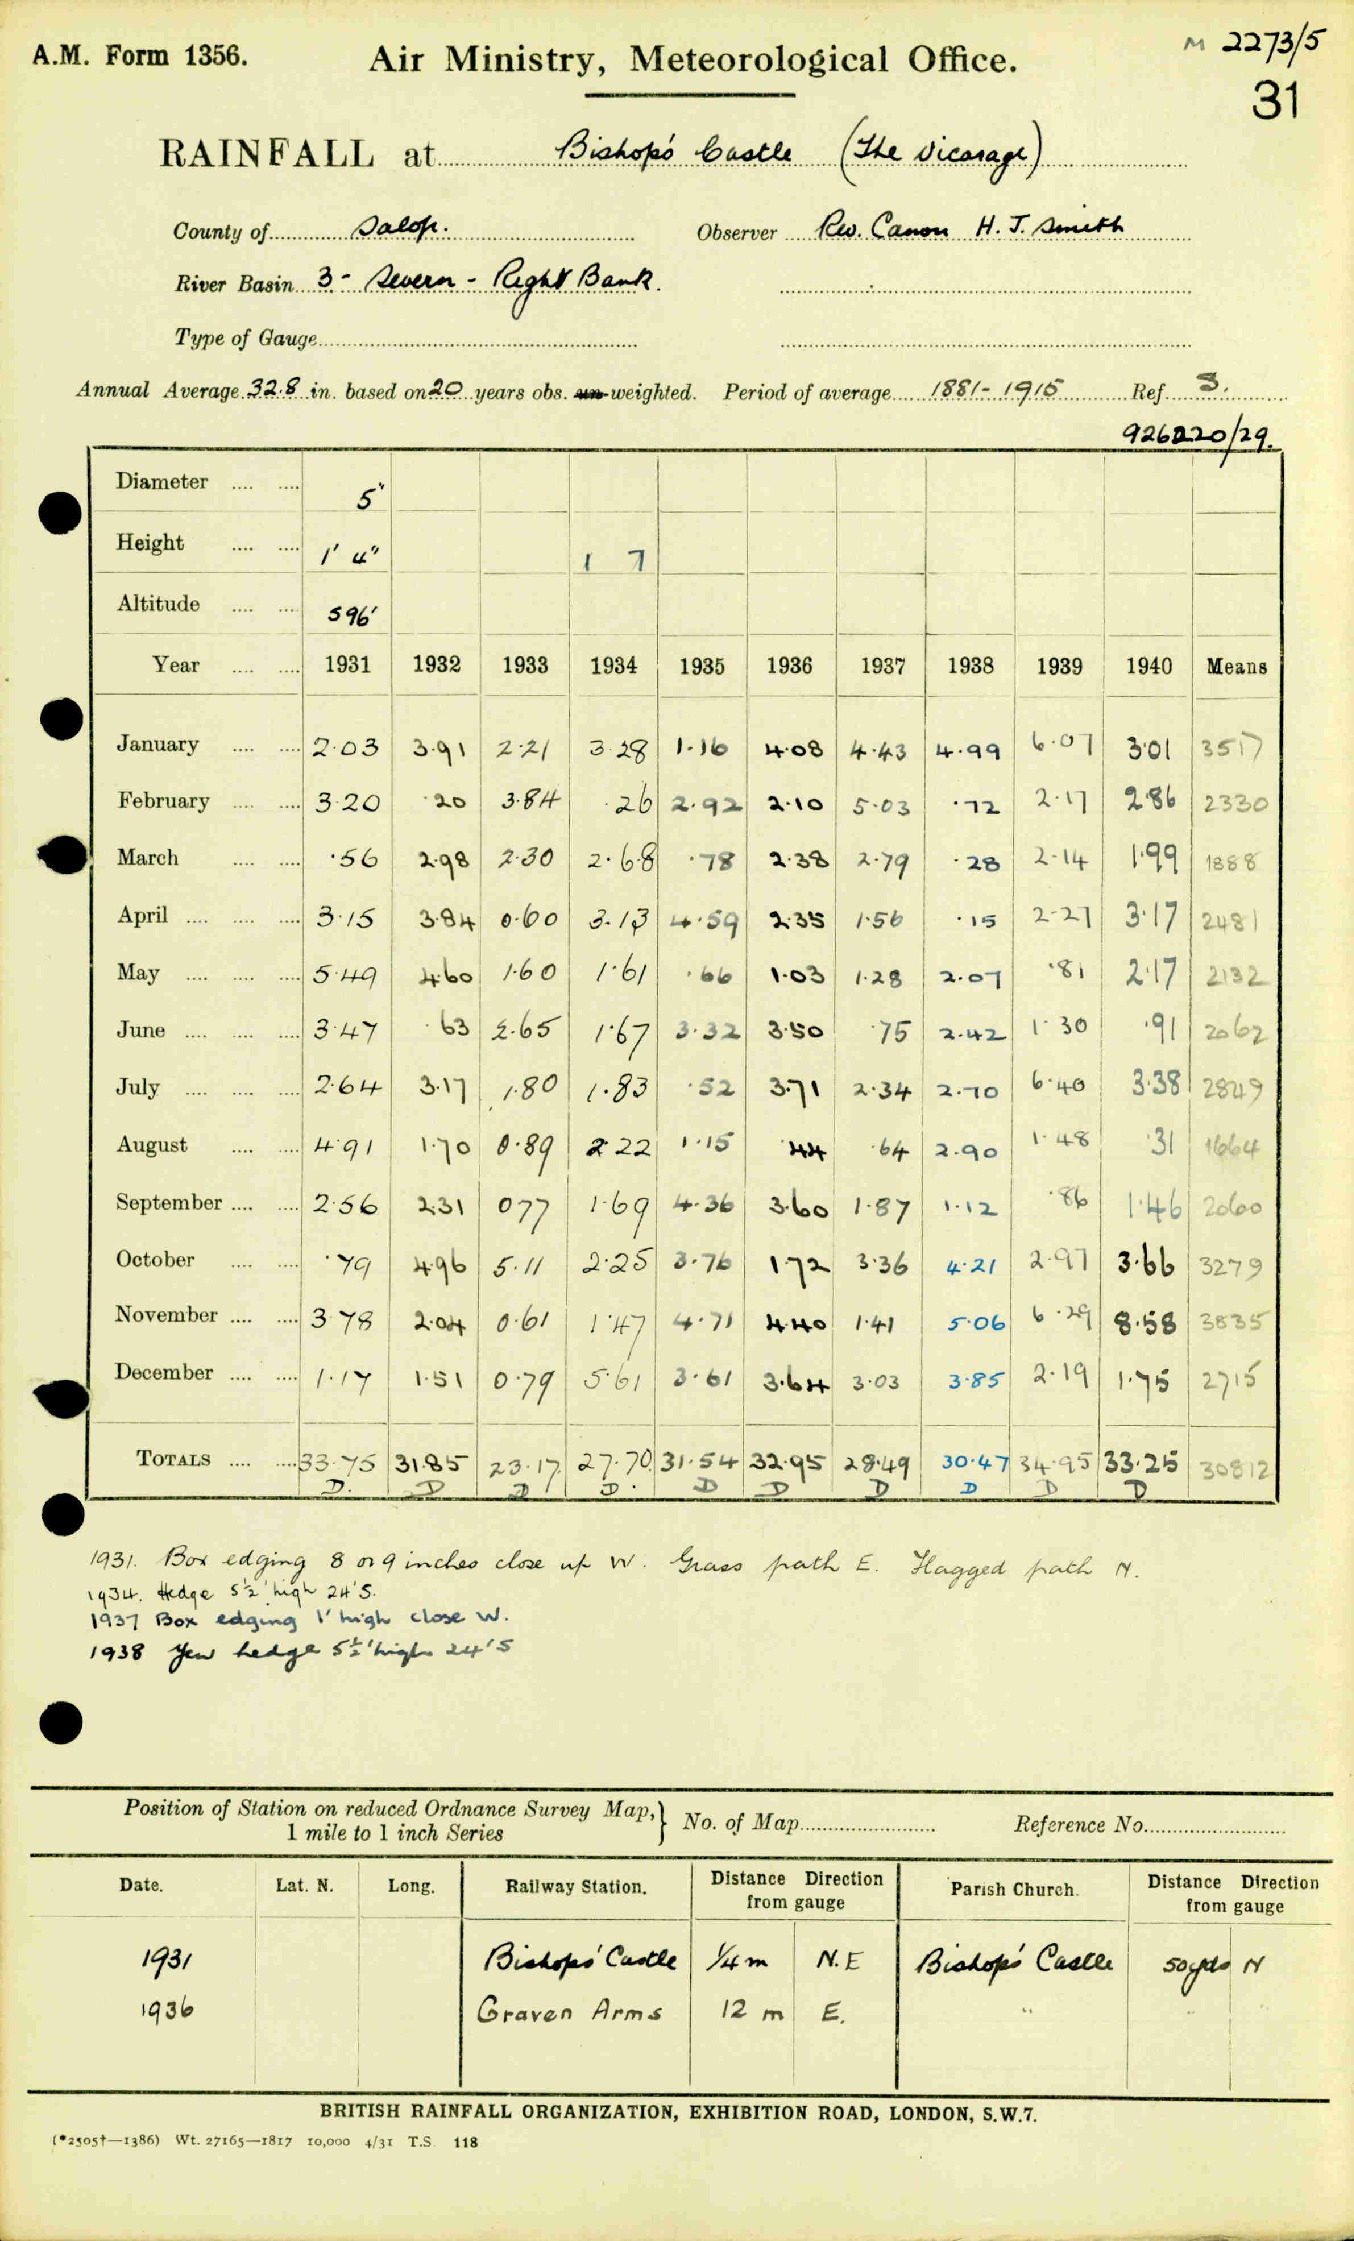 A.M. Form 1356. Air Ministry, Meteorological Office. M 2273/5
31
RAINFALL at Bishop's Castle (The Vicarage)
County of Salop. Observer Rev. Canon H. J. Smith
River Basin 3 - Severn - Right Bank.
Type of Gauge
Annual Average 32.8 in. based on 20 years obs. un-weighted. Period of average 1881-1915 Ref. 3.
926220/29.
Diameter .... .... 5"
Height .... .... 1' 4" 1 7
Altitude .... .... 596'
Year .... .... 1931 1932 1933 1934 1935 1936 1937 1938 1939 1940 Means
January .... .... 2.03 3.91 2.21 3.28 1.16 4.08 4.43 4.99 6.07 3.01 3517
February .... .... 3.20 .20 3.84 .26 2.92 2.10 5.03 .72 2.17 2.86 2330
March .... .... .56 2.98 2.30 2.68 .78 2.38 2.79 .28 2.14 1.99 1888
April .... .... .... 3.15 3.84 0.60 3.13 4.59 2.35 1.56 .15 2.27 3.17 2481
May .... .... .... 5.49 4.60 1.60 1.61 .66 1.03 1.28 2.07 .81 2.17 2132
June .... .... .... 3.47 .63 2.65 1.67 3.32 3.50 .75 2.42 1.30 .91 2062
July .... .... .... 2.64 3.17 1.80 1.83 .52 3.71 2.34 2.70 6.40 3.38 2849
August .... .... 4.91 1.70 0.89 2.22 1.15 .44 .64 2.90 1.48 .31 1664
September .... .... 2.56 2.31 0.77 1.69 4.36 3.60 1.87 1.12 .86 1.46 2060
October .... .... .79 4.96 5.11 2.25 3.76 1.72 3.36 4.21 2.97 3.66 3279
November .... .... 3.78 2.04 0.61 1.47 4.71 4.40 1.41 5.06 6.29 8.58 3835
December .... .... 1.17 1.51 0.79 5.61 3.61 3.64 3.03 3.85 2.19 1.75 2715
TOTALS .... .... 33.75 31.85 23.17 27.70 31.54 32.95 28.49 30.47 34.95 33.25 30812
D. D D D. D D D D D D
1931. Box edging 8 or 9 inches close up W. Grass path E. Flagged path N.
1934. Hedge 5½' high 24'S.
1937 Box edging 1' high close W.
1938 Yew hedge 5½' high 24'S
Position of Station on reduced Ordnance Survey Map,} No. of Map Reference No.
1 mile to 1 inch Series
Date. Lat. N. Long. Railway Station. Distance Direction from gauge Parish Church. Distance Direction from gauge
1931 Bishops' Castle ¼ m N.E Bishop's Castle 50 yds N
1936 Craven Arms 12 m E. " " "
BRITISH RAINFALL ORGANIZATION, EXHIBITION ROAD, LONDON, S.W.7.
(*2505†—1386) Wt. 27165—1817 10,000 4/31 T.S. 118